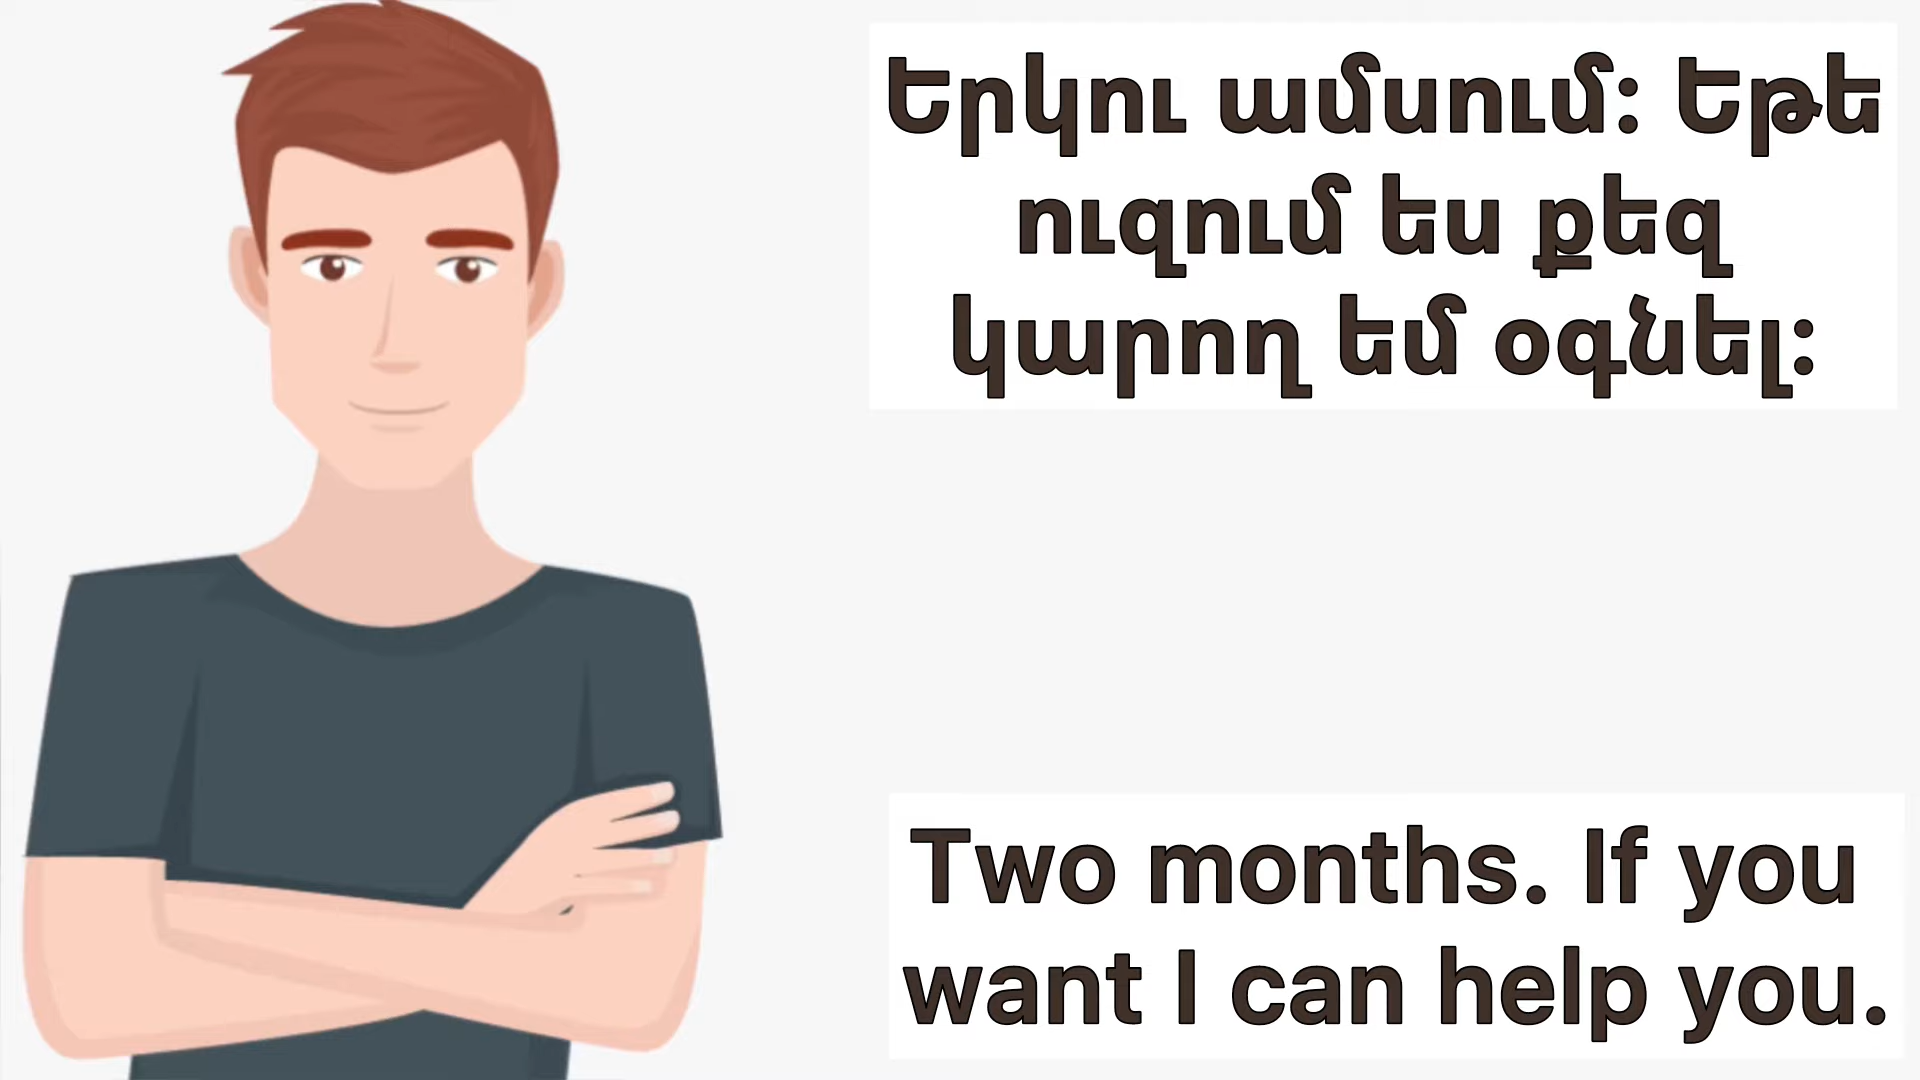 Երկու ամսում: Եթե
ուզում ես քեզ
կարող եմ օգնել:
Two months. If you
want I can help you.